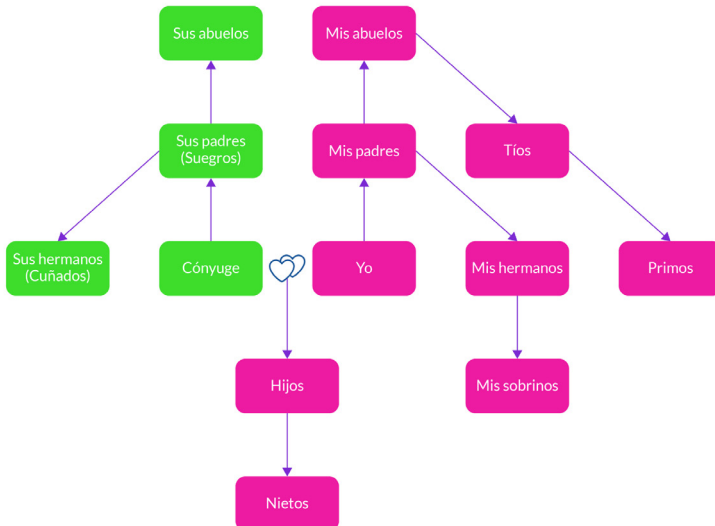 Sus abuelos
Mis abuelos
Sus padres
(Suegros)
Mis padres
Tíos
Sus hermanos
(Cuñados)
Cónyuge
Yo
Mis hermanos
Primos
Hijos
Mis sobrinos
Nietos